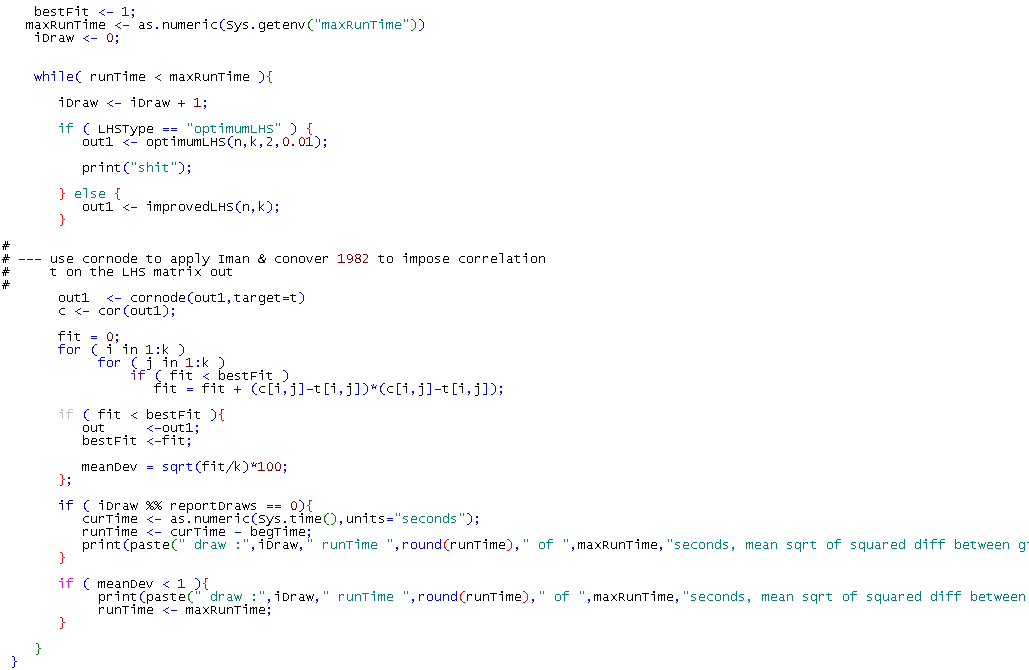 bestFit <- 1;
maxRunTime <- as.numeric(Sys.getenv("maxRunTime"))
iDraw <- 0;
while( runTime < maxRunTime ){
iDraw <- iDraw + 1;
if ( LHSType == "optimumLHS" ) {
out1 <- optimumLHS(n,k,2,0.01);
print("shit");
} else {
out1 <- improvedLHS(n,k);
}
#
# --- use cornode to apply Iman & conover 1982 to impose correlation
#     t on the LHS matrix out
#
out1  <- cornode(out1,target=t)
c <- cor(out1);
fit = 0;
for ( i in 1:k )
for ( j in 1:k )
if ( fit < bestFit )
fit = fit + (c[i,j]-t[i,j])*(c[i,j]-t[i,j]);
if ( fit < bestFit ){
out     <-out1;
bestFit <-fit;
meanDev = sqrt(fit/k)*100;
};
if ( iDraw %% reportDraws == 0){
curTime <- as.numeric(Sys.time(),units="seconds");
runTime <- curTime - begTime;
print(paste(" draw :",iDraw," runTime ",round(runTime)," of ",maxRunTime,"seconds, mean sqrt of squared diff between g
}
if ( meanDev < 1 ){
print(paste(" draw :",iDraw," runTime ",round(runTime)," of ",maxRunTime,"seconds, mean sqrt of squared diff between
runTime <- maxRunTime;
}
}
}